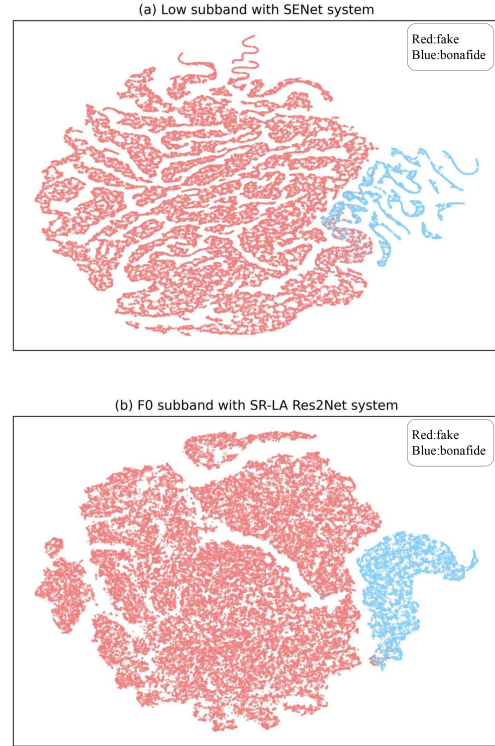 (a) Low subband with SENet system
Red:fake
Blue:bonafide
(b) F0 subband with SR-LA Res2Net system
Red:fake
Blue:bonafide